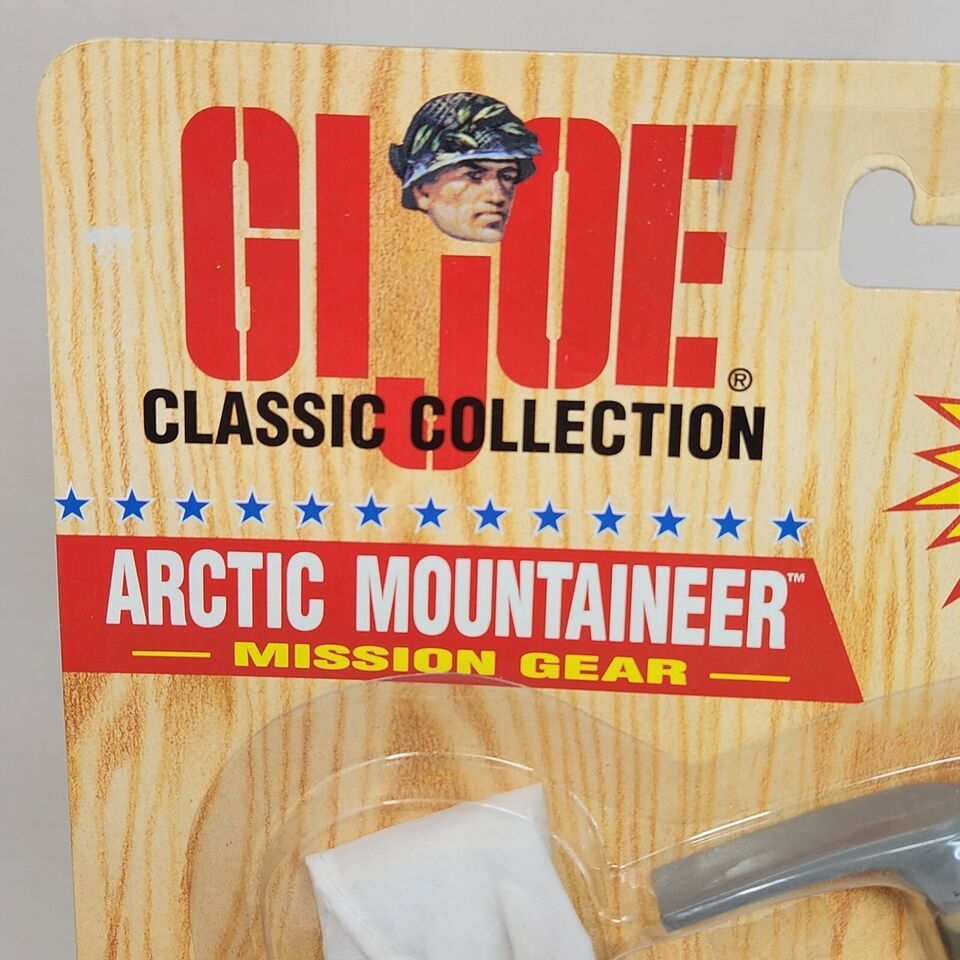 GI JOE®
CLASSIC COLLECTION
ARCTIC MOUNTAINEER™
MISSION GEAR